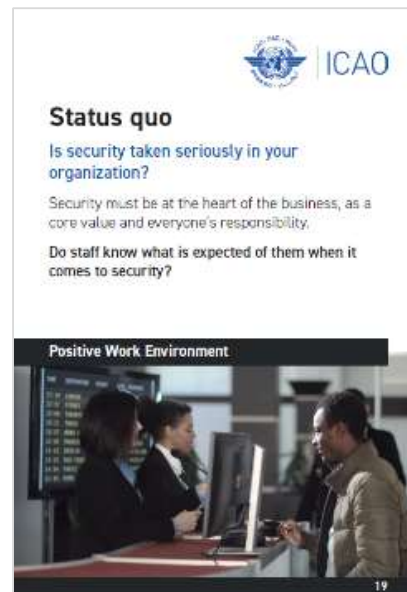 ICAO
Status quo
Is security taken seriously in your
organization?
Security must be at the heart of the business, as a
core value and everyone's responsibility.
Do staff know what is expected of them when it
comes to security?
Positive Work Environment
19